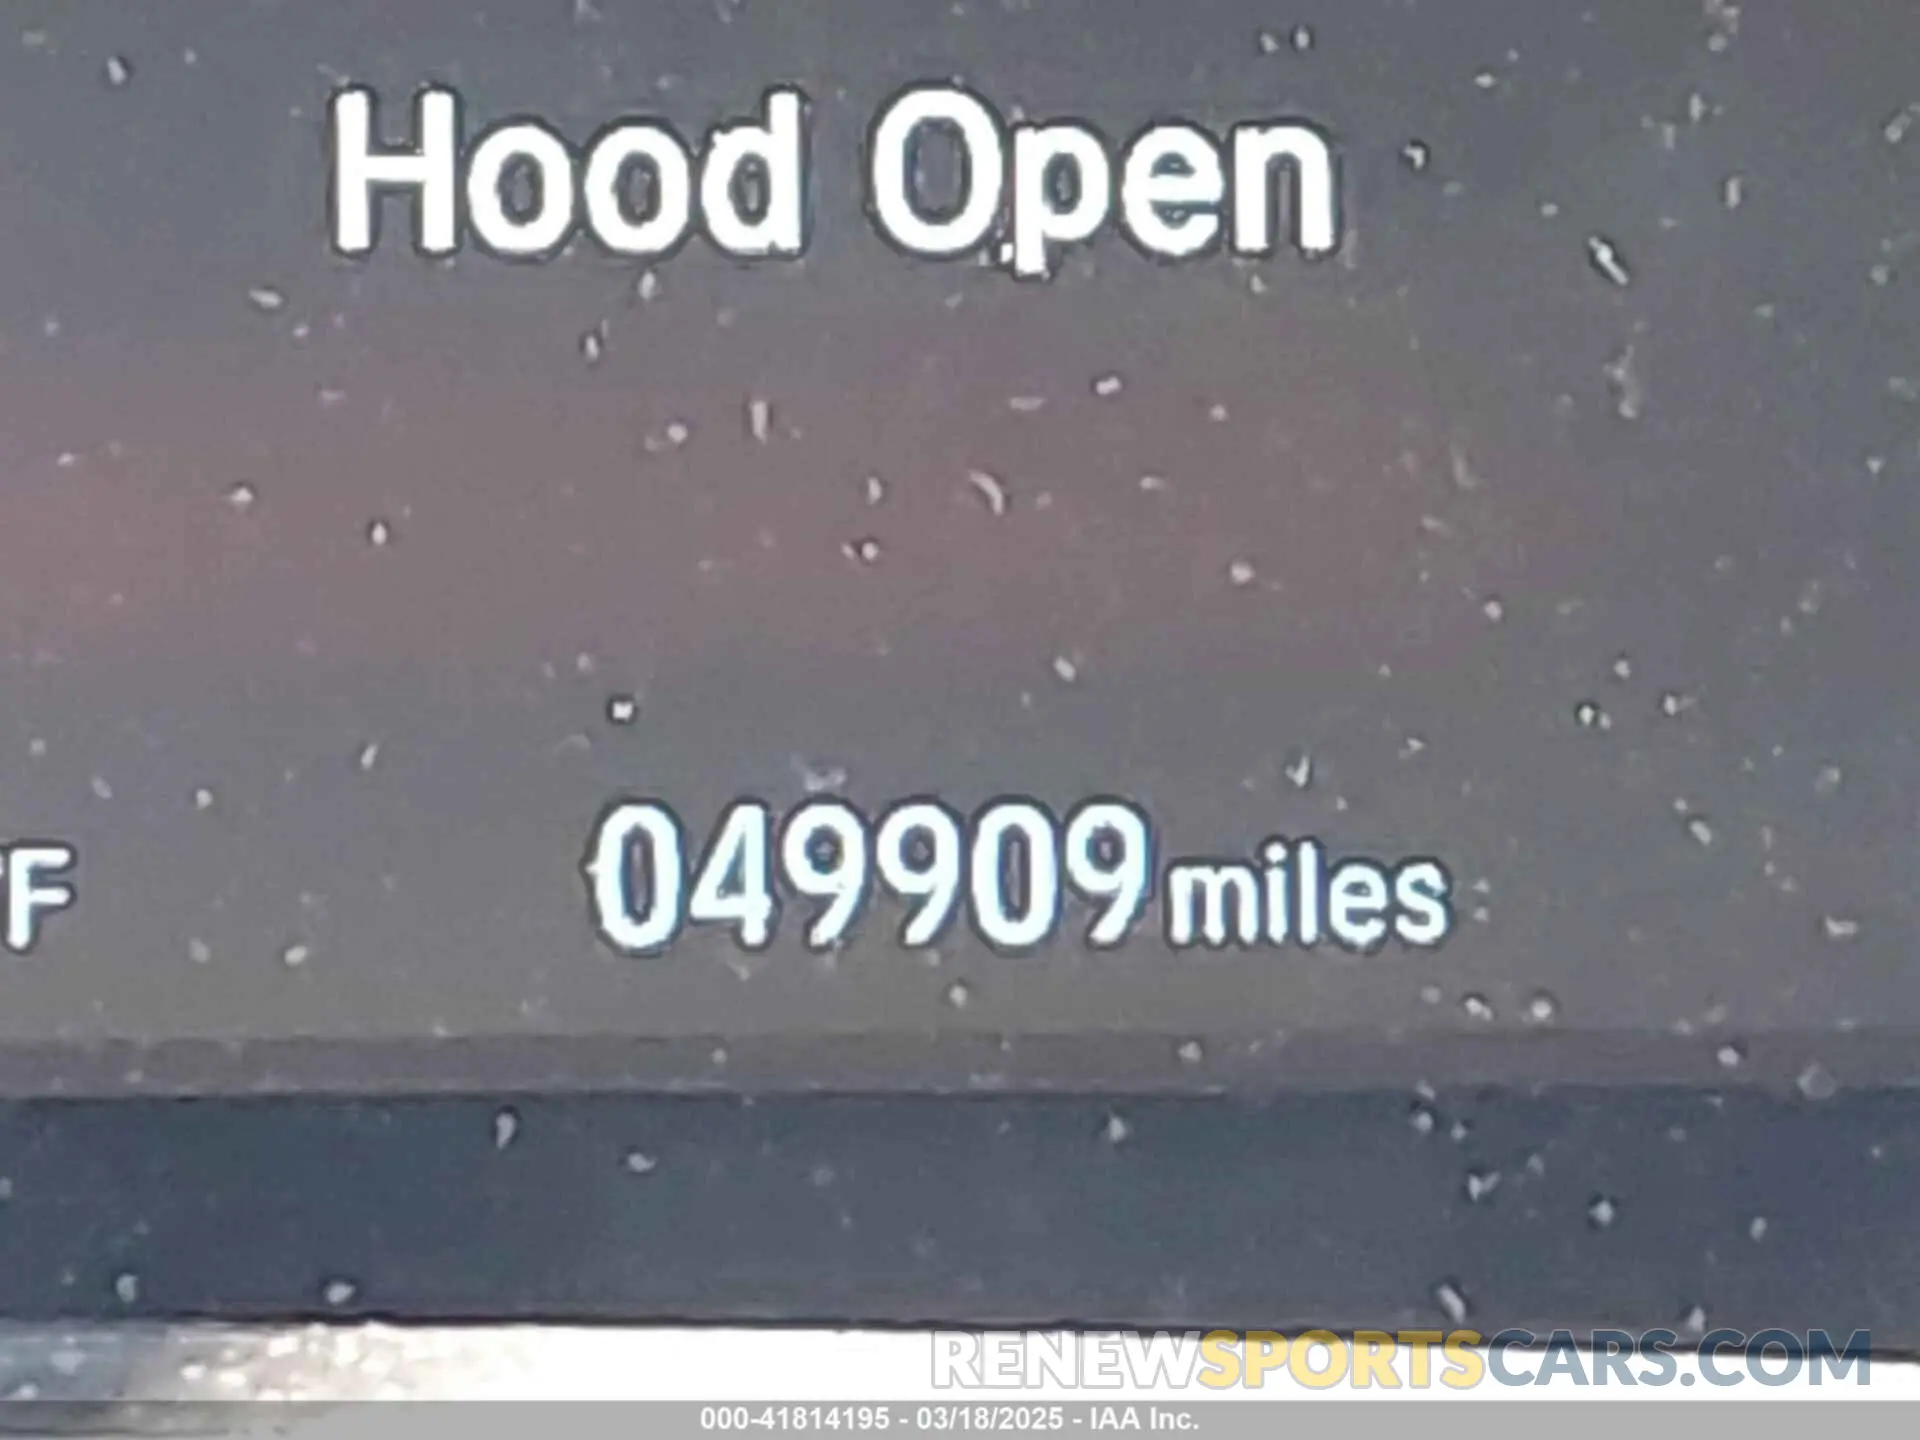 Hood Open
°F
049909 miles
RENEWSPORTSCARS.COM
000-41814195 - 03/18/2025 - IAA Inc.